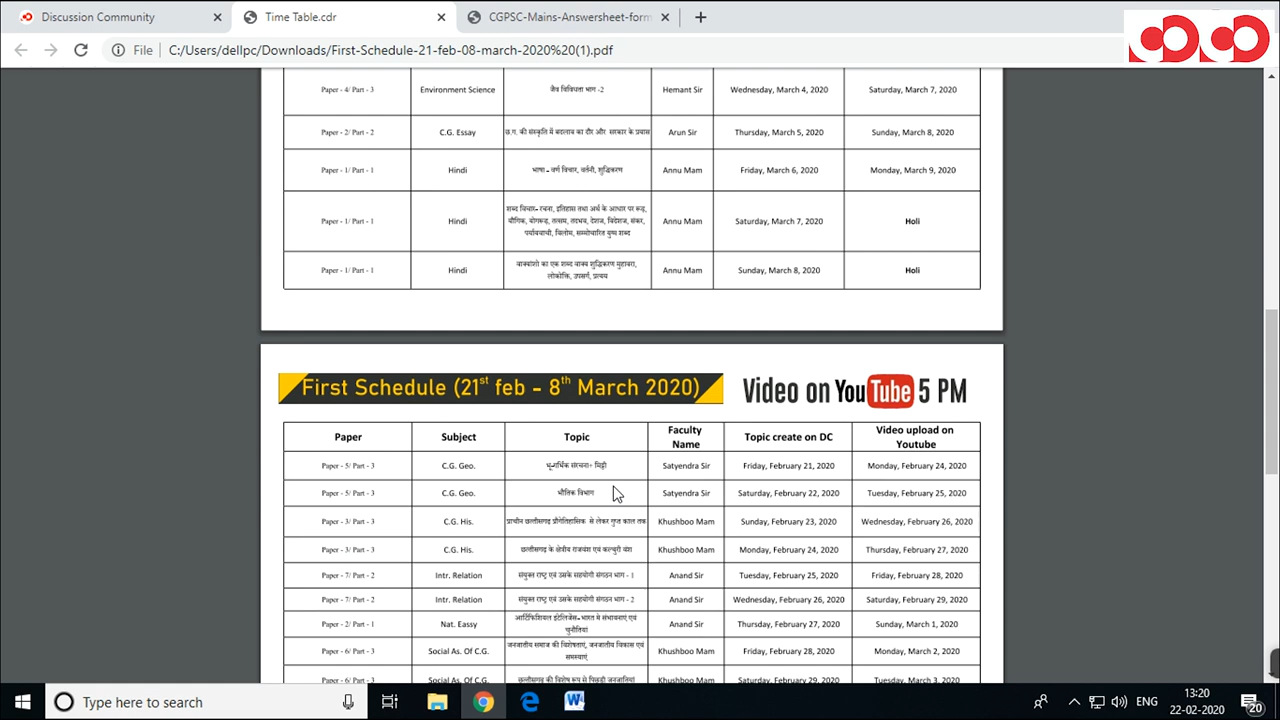 Discussion Community
Time Table.cdr
CGPSC-Mains-Answersheet-form
File C:/Users/dellpc/Downloads/First-Schedule-21-feb-08-march-2020%20(1).pdf
Paper - 4/ Part - 3 Environment Science जैव विविधता भाग -2 Hemant Sir Wednesday, March 4, 2020 Saturday, March 7, 2020
Paper - 2/ Part - 2 C.G. Essay छ.ग. की संस्कृति में बदलाव का दौर और सरकार के प्रयास Arun Sir Thursday, March 5, 2020 Sunday, March 8, 2020
Paper - 1/ Part - 1 Hindi भाषा – वर्ण विचार, वर्तनी, शुद्धिकरण Annu Mam Friday, March 6, 2020 Monday, March 9, 2020
शब्द विचार- रचना, इतिहास तथा अर्थ के आधार पर रूढ़,
Paper - 1/ Part - 1 Hindi यौगिक, योगरूढ़, तत्सम, तदभव, देशज, विदेशज, संकर, Annu Mam Saturday, March 7, 2020 Holi
पर्यायवाची, विलोम, सम्मोचारित युग्म शब्द
वाक्यांशो का एक शब्द वाक्य शुद्धिकरण मुहावरा,
Paper - 1/ Part - 1 Hindi Annu Mam Sunday, March 8, 2020 Holi
लोकोक्ति, उपसर्ग, प्रत्यय
First Schedule (21st feb - 8th March 2020) Video on YouTube 5 PM
Paper Subject Topic Faculty Name Topic create on DC Video upload on Youtube
Paper - 5/ Part - 3 C.G. Geo. भू-गर्भिक संरचना+ मिट्टी Satyendra Sir Friday, February 21, 2020 Monday, February 24, 2020
Paper - 5/ Part - 3 C.G. Geo. भौतिक विभाग Satyendra Sir Saturday, February 22, 2020 Tuesday, February 25, 2020
Paper - 3/ Part - 3 C.G. His. प्राचीन छत्तीसगढ़ प्रौगेतिहासिक से लेकर गुप्त काल तक Khushboo Mam Sunday, February 23, 2020 Wednesday, February 26, 2020
Paper - 3/ Part - 3 C.G. His. छत्तीसगढ़ के क्षेत्रीय राजवंश एवं कल्चुरी वंश Khushboo Mam Monday, February 24, 2020 Thursday, February 27, 2020
Paper - 7/ Part - 2 Intr. Relation संयुक्त राष्ट्र एवं उसके सहयोगी संगठन भाग - 1 Anand Sir Tuesday, February 25, 2020 Friday, February 28, 2020
Paper - 7/ Part - 2 Intr. Relation संयुक्त राष्ट्र एवं उसके सहयोगी संगठन भाग - 2 Anand Sir Wednesday, February 26, 2020 Saturday, February 29, 2020
आर्टिफिशियल इंटेलिजेंस- भारत मे संभावनाएं एवं
Paper - 2/ Part - 1 Nat. Eassy Anand Sir Thursday, February 27, 2020 Sunday, March 1, 2020
चुनौतियां
जनजातीय समाज की विशेषताएं, जनजातीय विकास एवं
Paper - 6/ Part - 3 Social As. Of C.G. Khushboo Mam Friday, February 28, 2020 Monday, March 2, 2020
समस्याएं
Paper - 6/ Part - 3 Social As. Of C.G. छत्तीसगढ़ की विशेष रूप से पिछड़ी जनजातियां Khushboo Mam Saturday, February 29, 2020 Tuesday, March 3, 2020
Type here to search
ENG
13:20
22-02-2020
20